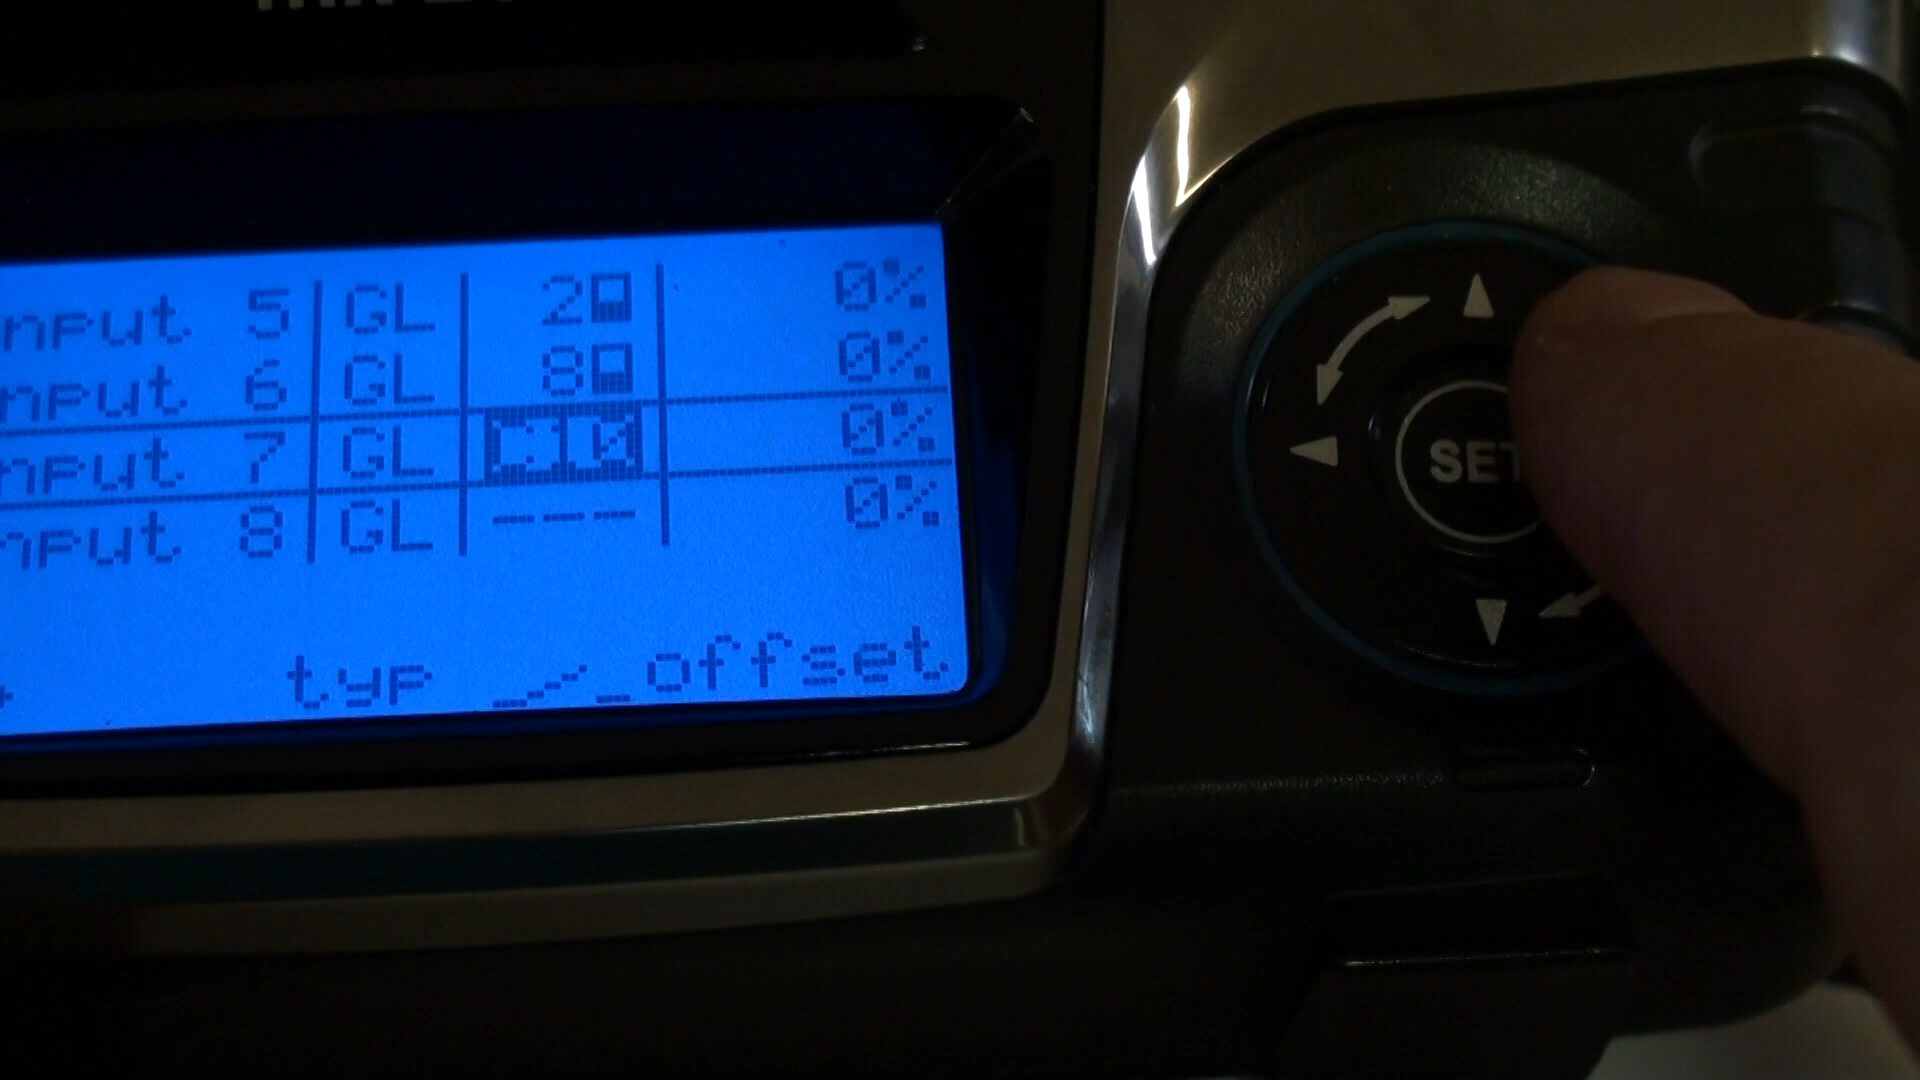 nput 5 GL 2 0%
nput 6 GL 8 0%
nput 7 GL C10 0%
nput 8 GL --- 0%
typ offset
SET